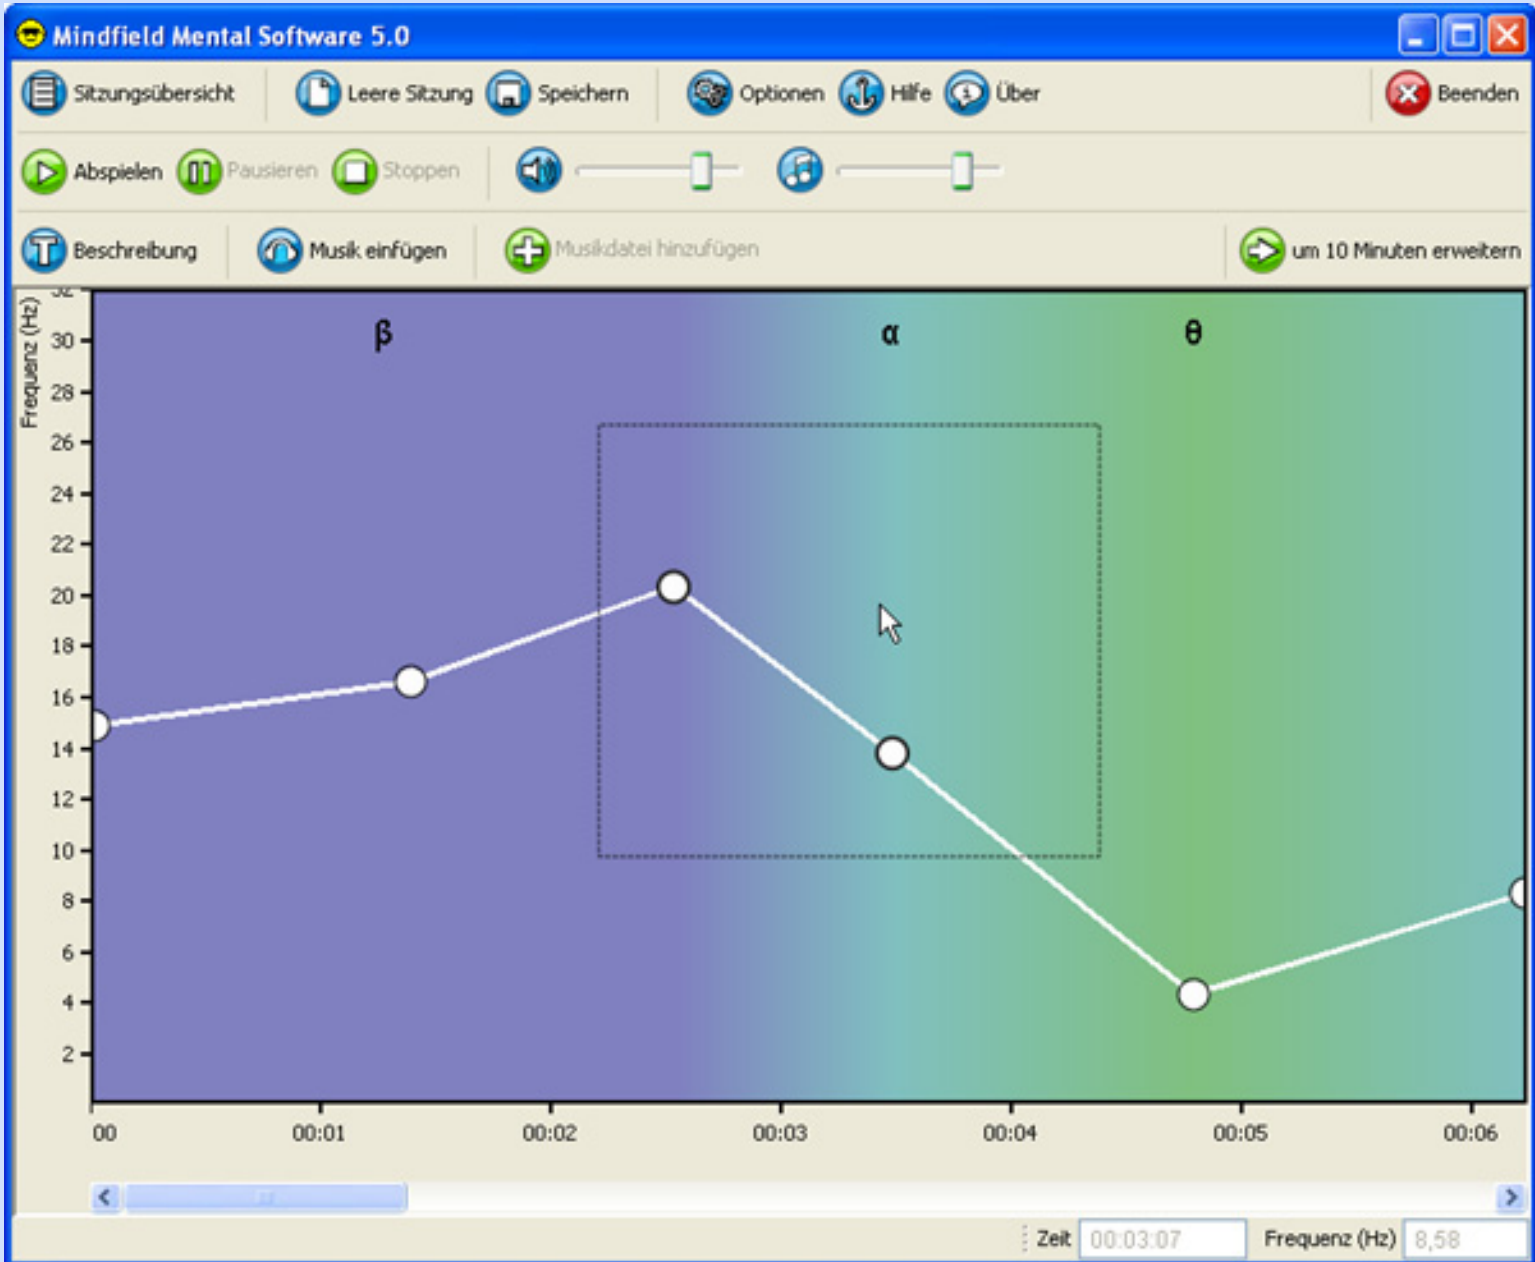 Mindfield Mental Software 5.0
Sitzungsübersicht Leere Sitzung Speichern Optionen Hilfe Über Beenden
Abspielen Pausieren Stoppen
Beschreibung Musik einfügen Musikdatei hinzufügen um 10 Minuten erweitern
Frequenz (Hz)
32
30
28
26
24
22
20
18
16
14
12
10
8
6
4
2
β α θ
00 00:01 00:02 00:03 00:04 00:05 00:06
Zeit 00:03:07 Frequenz (Hz) 8,58